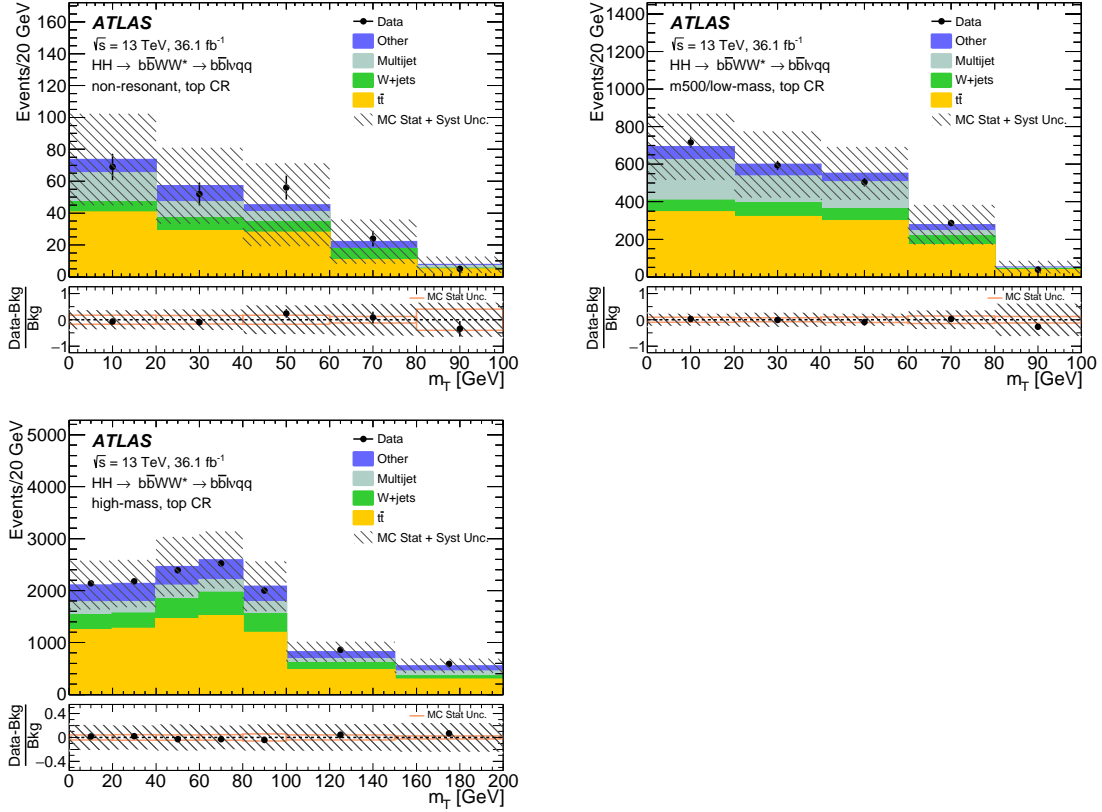 ATLAS
√s = 13 TeV, 36.1 fb⁻¹
HH → bb̅WW* → bb̅lνqq
non-resonant, top CR
Data
Other
Multijet
W+jets
tt̅
MC Stat + Syst Unc.
Events/20 GeV
160
140
120
100
80
60
40
20
0
MC Stat Unc.
Data-Bkg
Bkg
1
0
−1
0 10 20 30 40 50 60 70 80 90 100
m_T [GeV]
ATLAS
√s = 13 TeV, 36.1 fb⁻¹
HH → bb̅WW* → bb̅lνqq
m500/low-mass, top CR
Data
Other
Multijet
W+jets
tt̅
MC Stat + Syst Unc.
Events/20 GeV
1400
1200
1000
800
600
400
200
0
MC Stat Unc.
Data-Bkg
Bkg
1
0
−1
0 10 20 30 40 50 60 70 80 90 100
m_T [GeV]
ATLAS
√s = 13 TeV, 36.1 fb⁻¹
HH → bb̅WW* → bb̅lνqq
high-mass, top CR
Data
Other
Multijet
W+jets
tt̅
MC Stat + Syst Unc.
Events/20 GeV
5000
4000
3000
2000
1000
0
MC Stat Unc.
Data-Bkg
Bkg
0.4
0
−0.4
0 20 40 60 80 100 120 140 160 180 200
m_T [GeV]